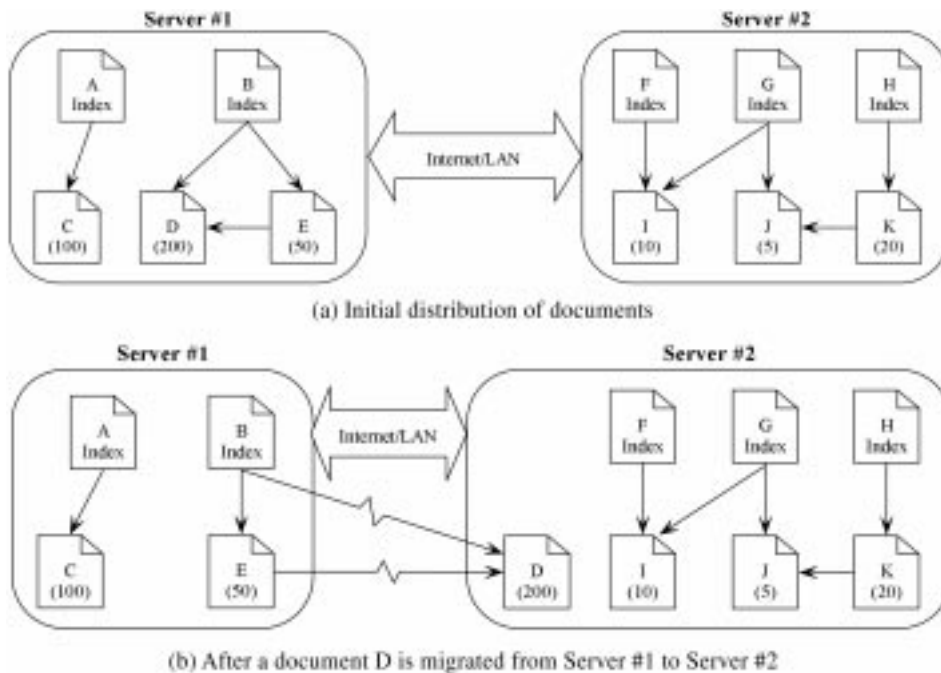 Server #1
Server #2
A
Index
B
Index
F
Index
G
Index
H
Index
Internet/LAN
C
(100)
D
(200)
E
(50)
I
(10)
J
(5)
K
(20)
(a) Initial distribution of documents
Server #1
Server #2
A
Index
B
Index
Internet/LAN
F
Index
G
Index
H
Index
C
(100)
E
(50)
D
(200)
I
(10)
J
(5)
K
(20)
(b) After a document D is migrated from Server #1 to Server #2